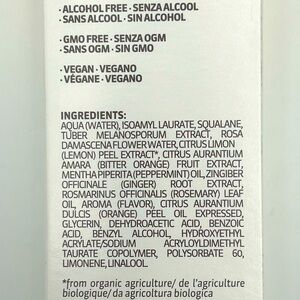 · ALCOHOL FREE · SENZA ALCOOL
· SANS ALCOOL · SIN ALCOHOL
· GMO FREE · SENZA OGM
· SANS OGM · SIN GMO
· VEGAN · VEGANO
· VÉGANE · VEGANO
INGREDIENTS:
AQUA (WATER), ISOAMYL LAURATE, SQUALANE,
TUBER MELANOSPORUM EXTRACT, ROSA
DAMASCENA FLOWER WATER, CITRUS LIMON
(LEMON) PEEL EXTRACT*, CITRUS AURANTIUM
AMARA (BITTER ORANGE) FRUIT EXTRACT,
MENTHA PIPERITA (PEPPERMINT) OIL, ZINGIBER
OFFICINALE (GINGER) ROOT EXTRACT,
ROSMARINUS OFFICINALIS (ROSEMARY) LEAF
OIL, AROMA (FLAVOR), CITRUS AURANTIUM
DULCIS (ORANGE) PEEL OIL EXPRESSED,
GLYCERIN, DEHYDROACETIC ACID, BENZOIC
ACID, BENZYL ALCOHOL, HYDROXYETHYL
ACRYLATE/SODIUM ACRYLOYLDIMETHYL
TAURATE COPOLYMER, POLYSORBATE 60,
LIMONENE, LINALOOL.
*from organic agriculture/ de l'agriculture
biologique/ da agricoltura biologica